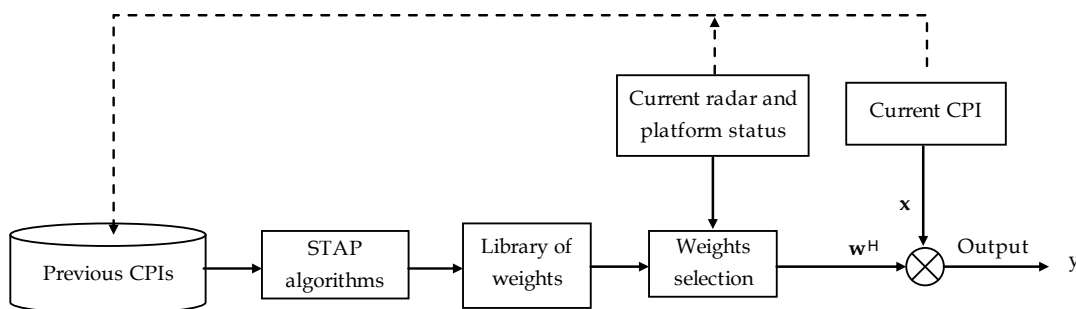 Current radar and
platform status
Current CPI
x
Previous CPIs
STAP
algorithms
Library of
weights
Weights
selection
wH
Output
y